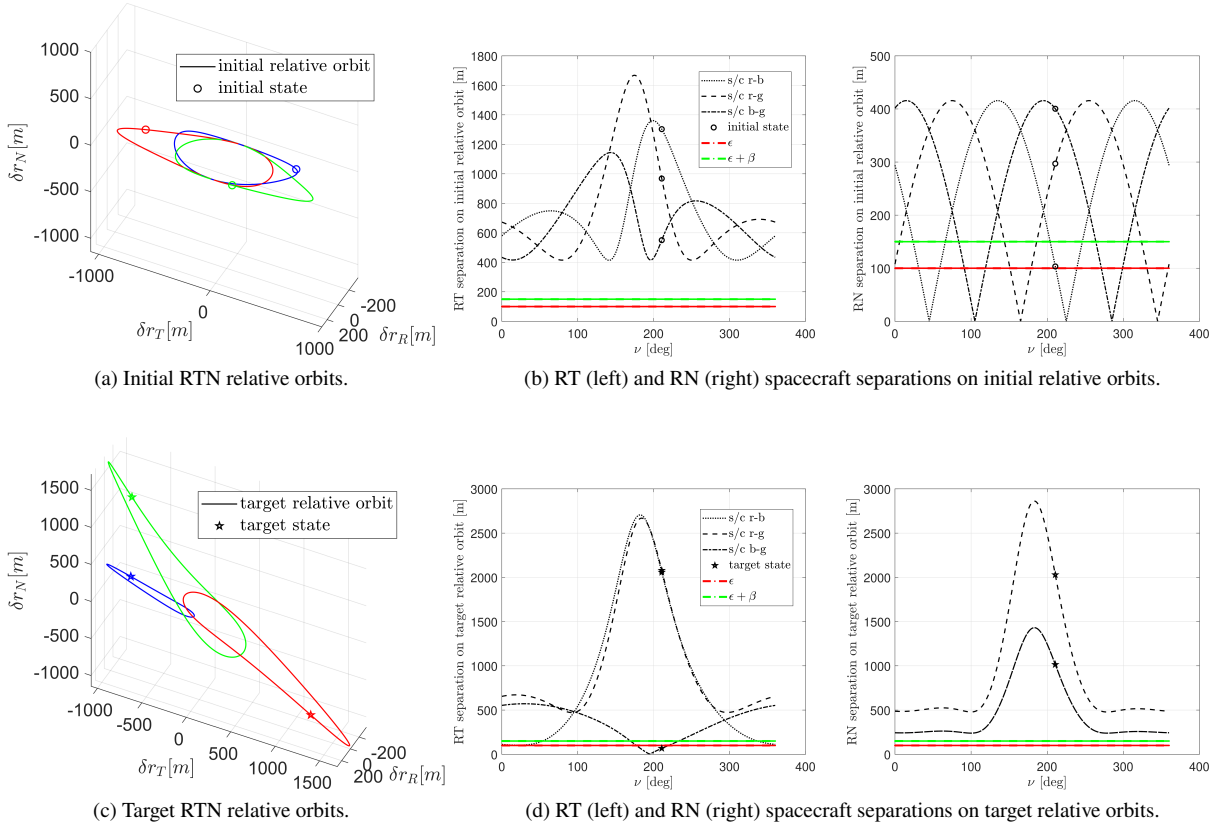 1000
500
0
-500
-1000
δr_N[m]
initial relative orbit
initial state
-1000
0
1000
δr_T[m]
-200
0
200
δr_R[m]
(a) Initial RTN relative orbits.
1800
1600
1400
1200
1000
800
600
400
200
0
RT separation on initial relative orbit [m]
s/c r-b
s/c r-g
s/c b-g
initial state
ϵ
ϵ + β
0
100
200
300
400
ν [deg]
500
400
300
200
100
0
RN separation on initial relative orbit [m]
0
100
200
300
400
ν [deg]
(b) RT (left) and RN (right) spacecraft separations on initial relative orbits.
1500
1000
500
0
-500
-1000
δr_N[m]
target relative orbit
target state
-1000
-500
0
500
1000
1500
δr_T[m]
-200
0
200
δr_R[m]
(c) Target RTN relative orbits.
3000
2500
2000
1500
1000
500
0
RT separation on target relative orbit [m]
s/c r-b
s/c r-g
s/c b-g
target state
ϵ
ϵ + β
0
100
200
300
400
ν [deg]
3000
2500
2000
1500
1000
500
0
RN separation on target relative orbit [m]
0
100
200
300
400
ν [deg]
(d) RT (left) and RN (right) spacecraft separations on target relative orbits.